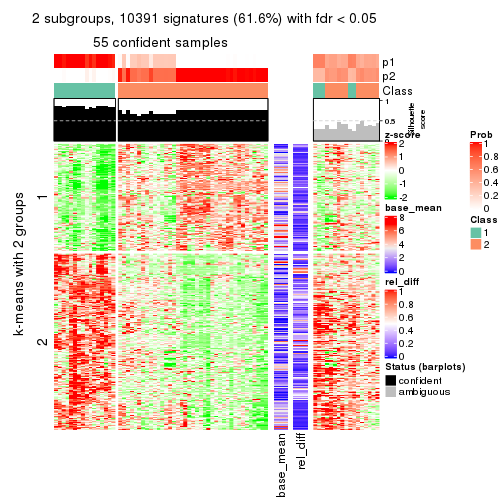 2 subgroups, 10391 signatures (61.6%) with fdr < 0.05
55 confident samples
p1
p2
Class
1
0.5
0
Silhouette
score
k-means with 2 groups
1
2
base_mean
rel_diff
z-score
2
1
0
-1
-2
base_mean
8
6
4
2
0
rel_diff
1
0.8
0.6
0.4
0.2
0
Status (barplots)
confident
ambiguous
Prob
1
0.8
0.6
0.4
0.2
0
Class
1
2